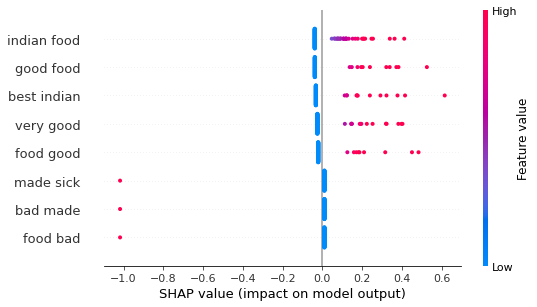 indian food
good food
best indian
very good
food good
made sick
bad made
food bad
−1.0 −0.8 −0.6 −0.4 −0.2 0.0 0.2 0.4 0.6
SHAP value (impact on model output)
High
Feature value
Low